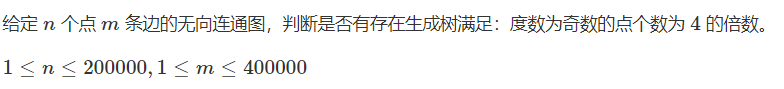 给定 n 个点 m 条边的无向连通图，判断是否有存在生成树满足：度数为奇数的点个数为 4 的倍数。
1 ≤ n ≤ 200000, 1 ≤ m ≤ 400000